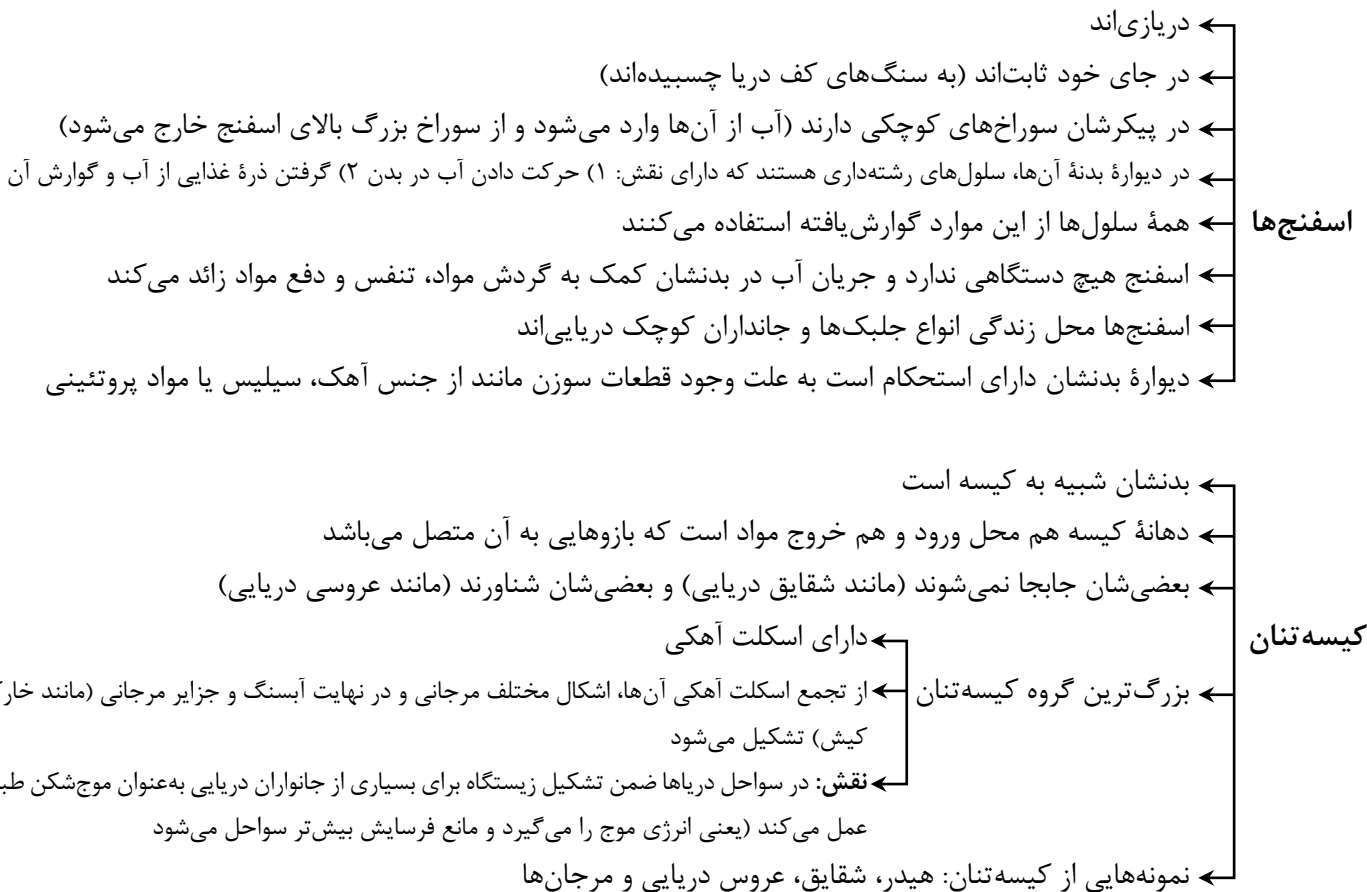 دریازی‌اند
در جای خود ثابت‌اند (به سنگ‌های کف دریا چسبیده‌اند)
در پیکرشان سوراخ‌های کوچکی دارند (آب از آن‌ها وارد می‌شود و از سوراخ بزرگ بالای اسفنج خارج می‌شود)
در دیوارهٔ بدنهٔ آن‌ها، سلول‌های رشته‌داری هستند که دارای نقش: ۱) حرکت دادن آب در بدن ۲) گرفتن ذرهٔ غذایی از آب و گوارش آن
اسفنج‌ها
همهٔ سلول‌ها از این موارد گوارش‌یافته استفاده می‌کنند
اسفنج هیچ دستگاهی ندارد و جریان آب در بدنشان کمک به گردش مواد، تنفس و دفع مواد زائد می‌کند
اسفنج‌ها محل زندگی انواع جلبک‌ها و جانداران کوچک دریایی‌اند
دیوارهٔ بدنشان دارای استحکام است به علت وجود قطعات سوزن مانند از جنس آهک، سیلیس یا مواد پروتئینی
بدنشان شبیه به کیسه است
دهانهٔ کیسه هم محل ورود و هم خروج مواد است که بازوهایی به آن متصل می‌باشد
بعضی‌شان جابجا نمی‌شوند (مانند شقایق دریایی) و بعضی‌شان شناورند (مانند عروسی دریایی)
کیسه‌تنان
دارای اسکلت آهکی
بزرگ‌ترین گروه کیسه‌تنان
از تجمع اسکلت آهکی آن‌ها، اشکال مختلف مرجانی و در نهایت آبسنگ و جزایر مرجانی (مانند
کیش) تشکیل می‌شود
نقش: در سواحل دریاها ضمن تشکیل زیستگاه برای بسیاری از جانواران دریایی به‌عنوان موج‌شکن
عمل می‌کند (یعنی انرژی موج را می‌گیرد و مانع فرسایش بیش‌تر سواحل می‌شود
نمونه‌هایی از کیسه‌تنان: هیدر، شقایق، عروس دریایی و مرجان‌ها